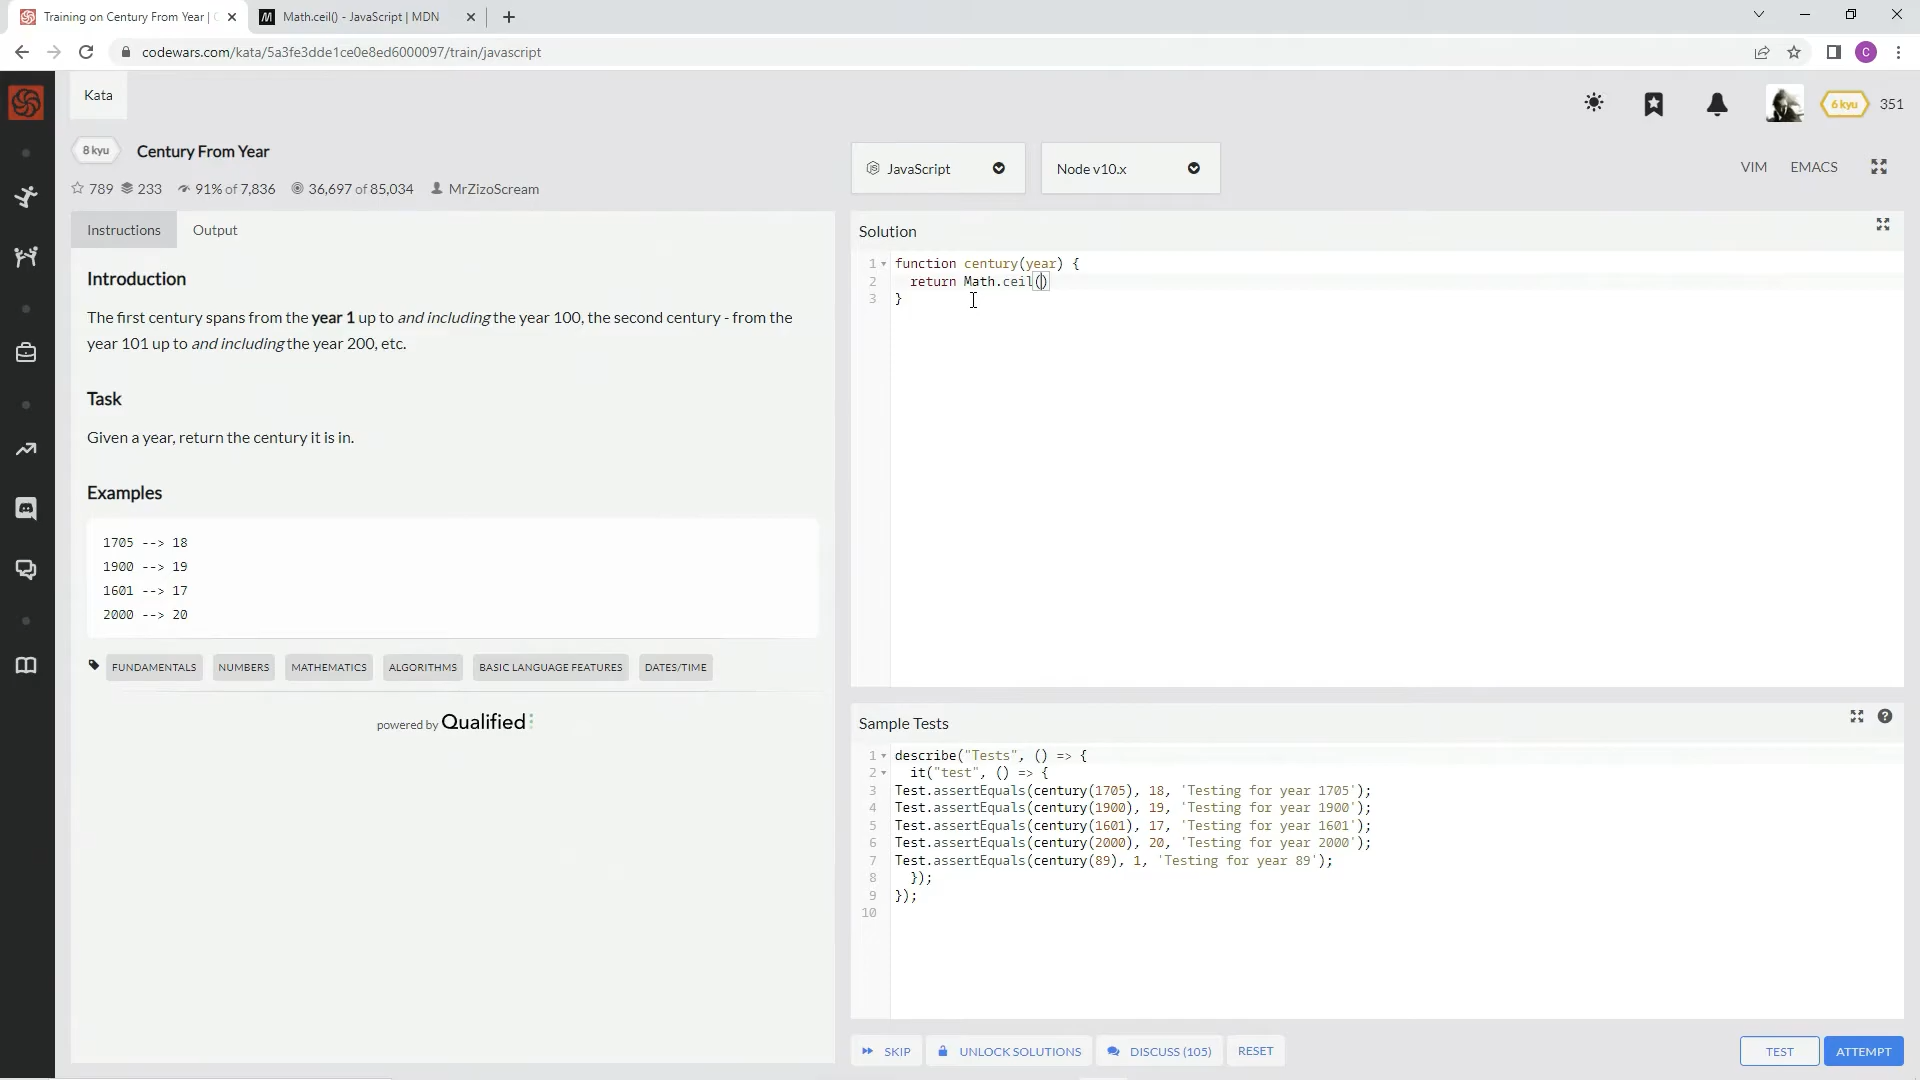 Training on Century From Year | C
Math.ceil() - JavaScript | MDN
codewars.com/kata/5a3fe3dde1ce0e8ed6000097/train/javascript
C
Kata
6 kyu
351
8 kyu
Century From Year
789 233 91% of 7,836 36,697 of 85,034 MrZizoScream
JavaScript
Node v10.x
VIM
EMACS
Instructions
Output
Introduction
The first century spans from the year 1 up to and including the year 100, the second century - from the
year 101 up to and including the year 200, etc.
Task
Given a year, return the century it is in.
Examples
1705 --> 18
1900 --> 19
1601 --> 17
2000 --> 20
FUNDAMENTALS
NUMBERS
MATHEMATICS
ALGORITHMS
BASIC LANGUAGE FEATURES
DATES/TIME
powered by Qualified
Solution
1 function century(year) {
2 return Math.ceil()
3 }
Sample Tests
1 describe("Tests", () => {
2 it("test", () => {
3 Test.assertEquals(century(1705), 18, 'Testing for year 1705');
4 Test.assertEquals(century(1900), 19, 'Testing for year 1900');
5 Test.assertEquals(century(1601), 17, 'Testing for year 1601');
6 Test.assertEquals(century(2000), 20, 'Testing for year 2000');
7 Test.assertEquals(century(89), 1, 'Testing for year 89');
8 });
9 });
10
SKIP
UNLOCK SOLUTIONS
DISCUSS (105)
RESET
TEST
ATTEMPT